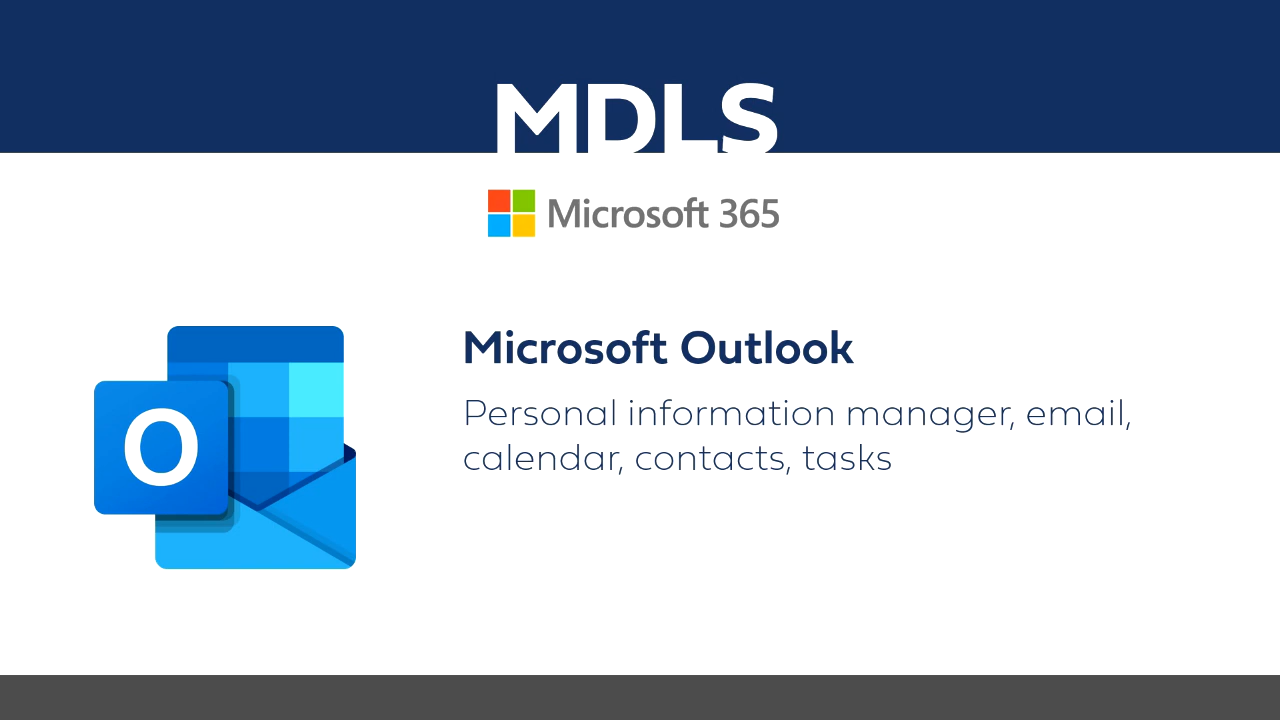 MDLS
Microsoft 365
Microsoft Outlook
O
Personal information manager, email,
calendar, contacts, tasks